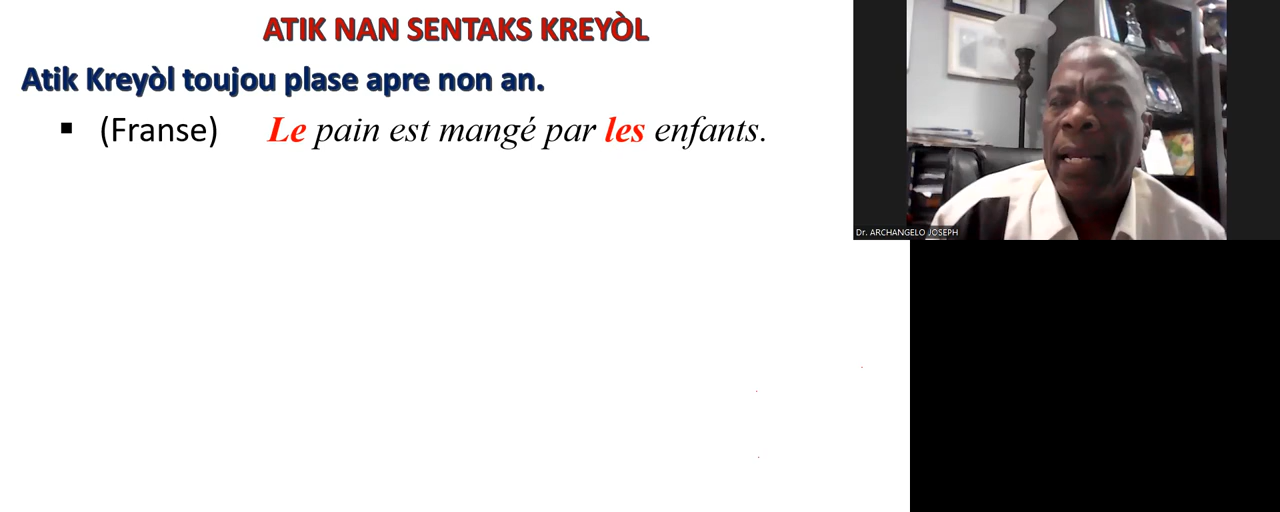 ATIK NAN SENTAKS KREYÒL
Atik Kreyòl toujou plase apre non an.
▪ (Franse) Le pain est mangé par les enfants.
Dr. ARCHANGELO JOSEPH